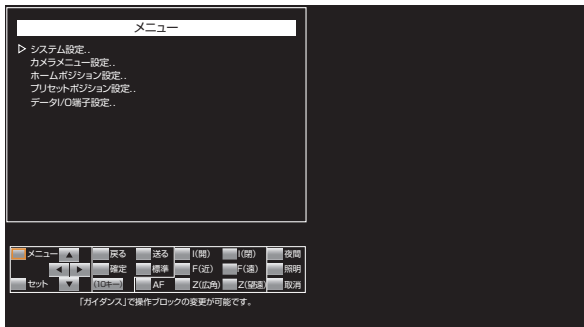 メニュー
システム設定..
カメラメニュー設定..
ホームポジション設定..
プリセットポジション設定..
データI/O端子設定..
メニュー ▲ 戻る 送る I(開) I(閉) 夜間
◀ ▶ 確定 標準 F(近) F(遠) 照明
セット ▼ (10キー) AF Z(広角) Z(望遠) 取消
「ガイダンス」で操作ブロックの変更が可能です。